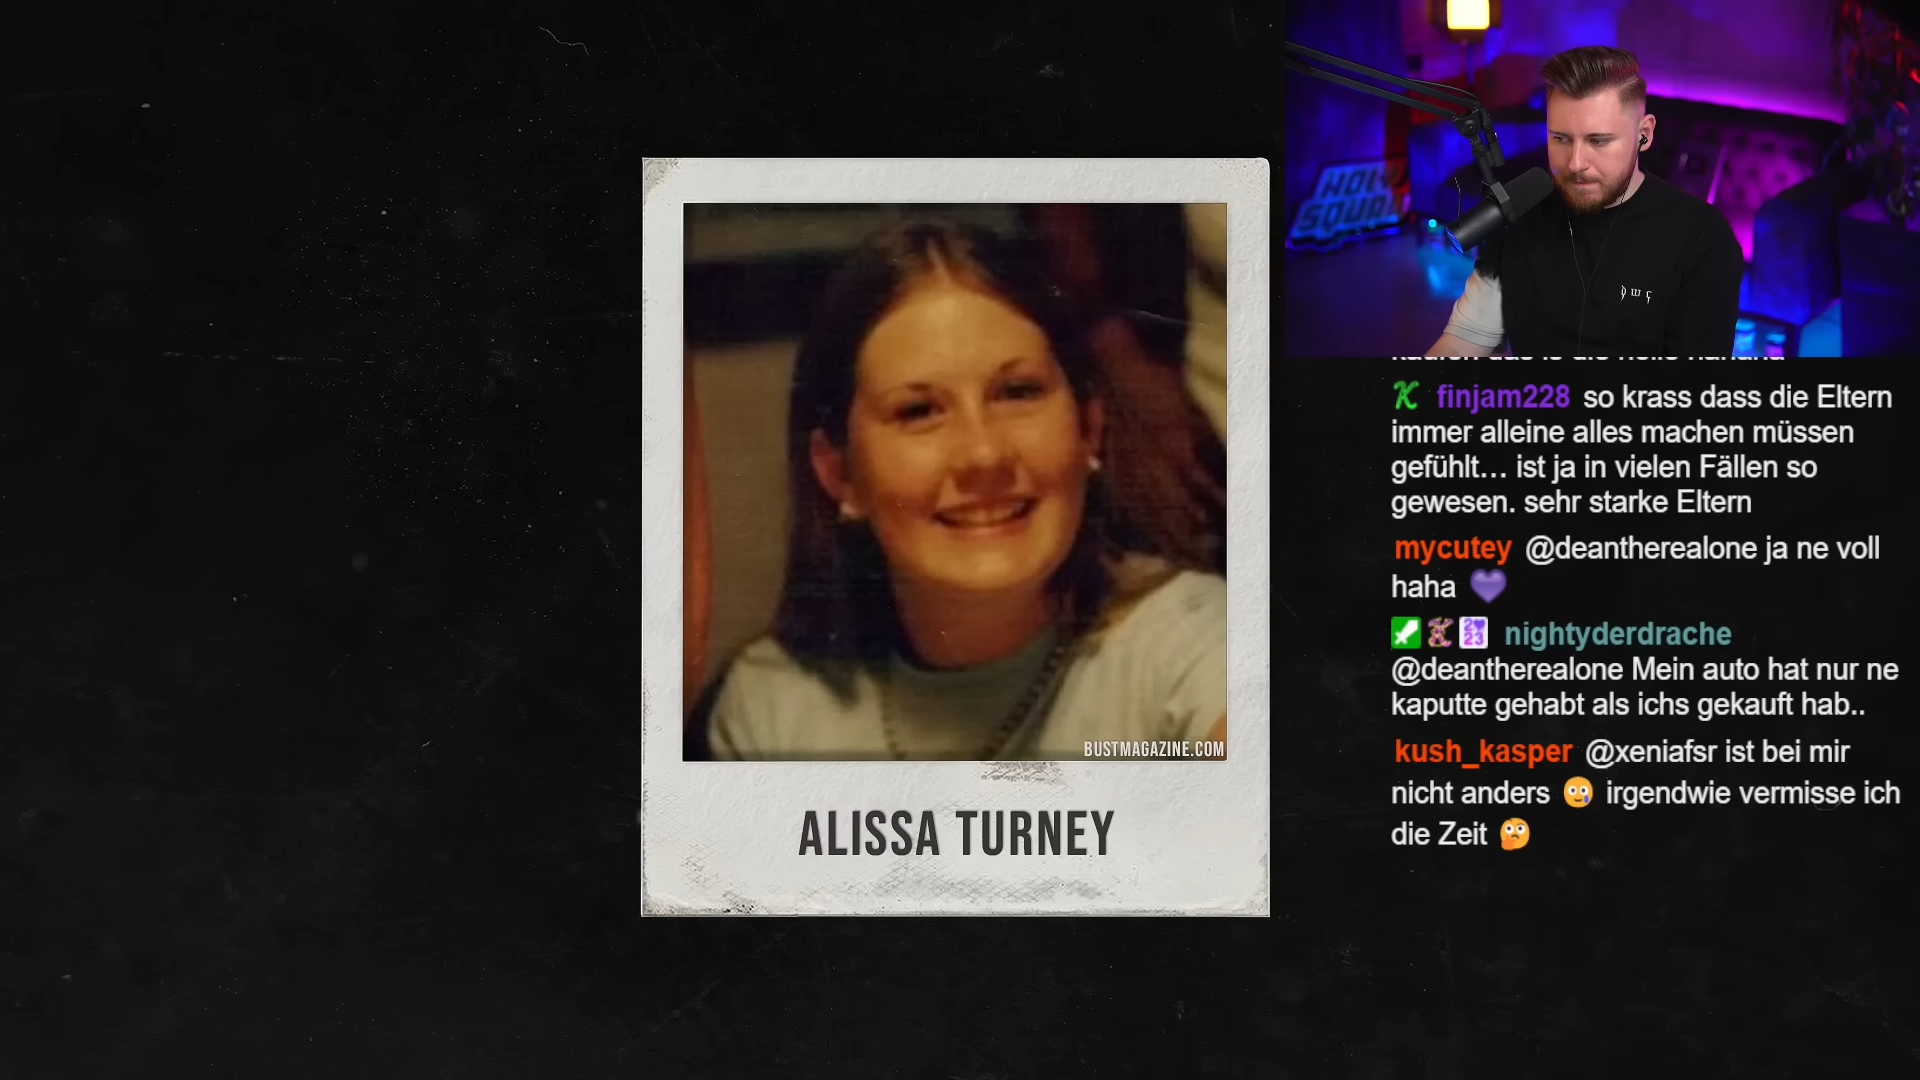 BUSTMAGAZINE.COM
ALISSA TURNEY
HOLY
SQUAD
finjam228 so krass dass die Eltern
immer alleine alles machen müssen
gefühlt... ist ja in vielen Fällen so
gewesen. sehr starke Eltern
mycutey @deantherealone ja ne voll
haha 💜
2023 nightyderdrache
@deantherealone Mein auto hat nur ne
kaputte gehabt als ichs gekauft hab..
kush_kasper @xeniafsr ist bei mir
nicht anders 🥲 irgendwie vermisse ich
die Zeit 🤔